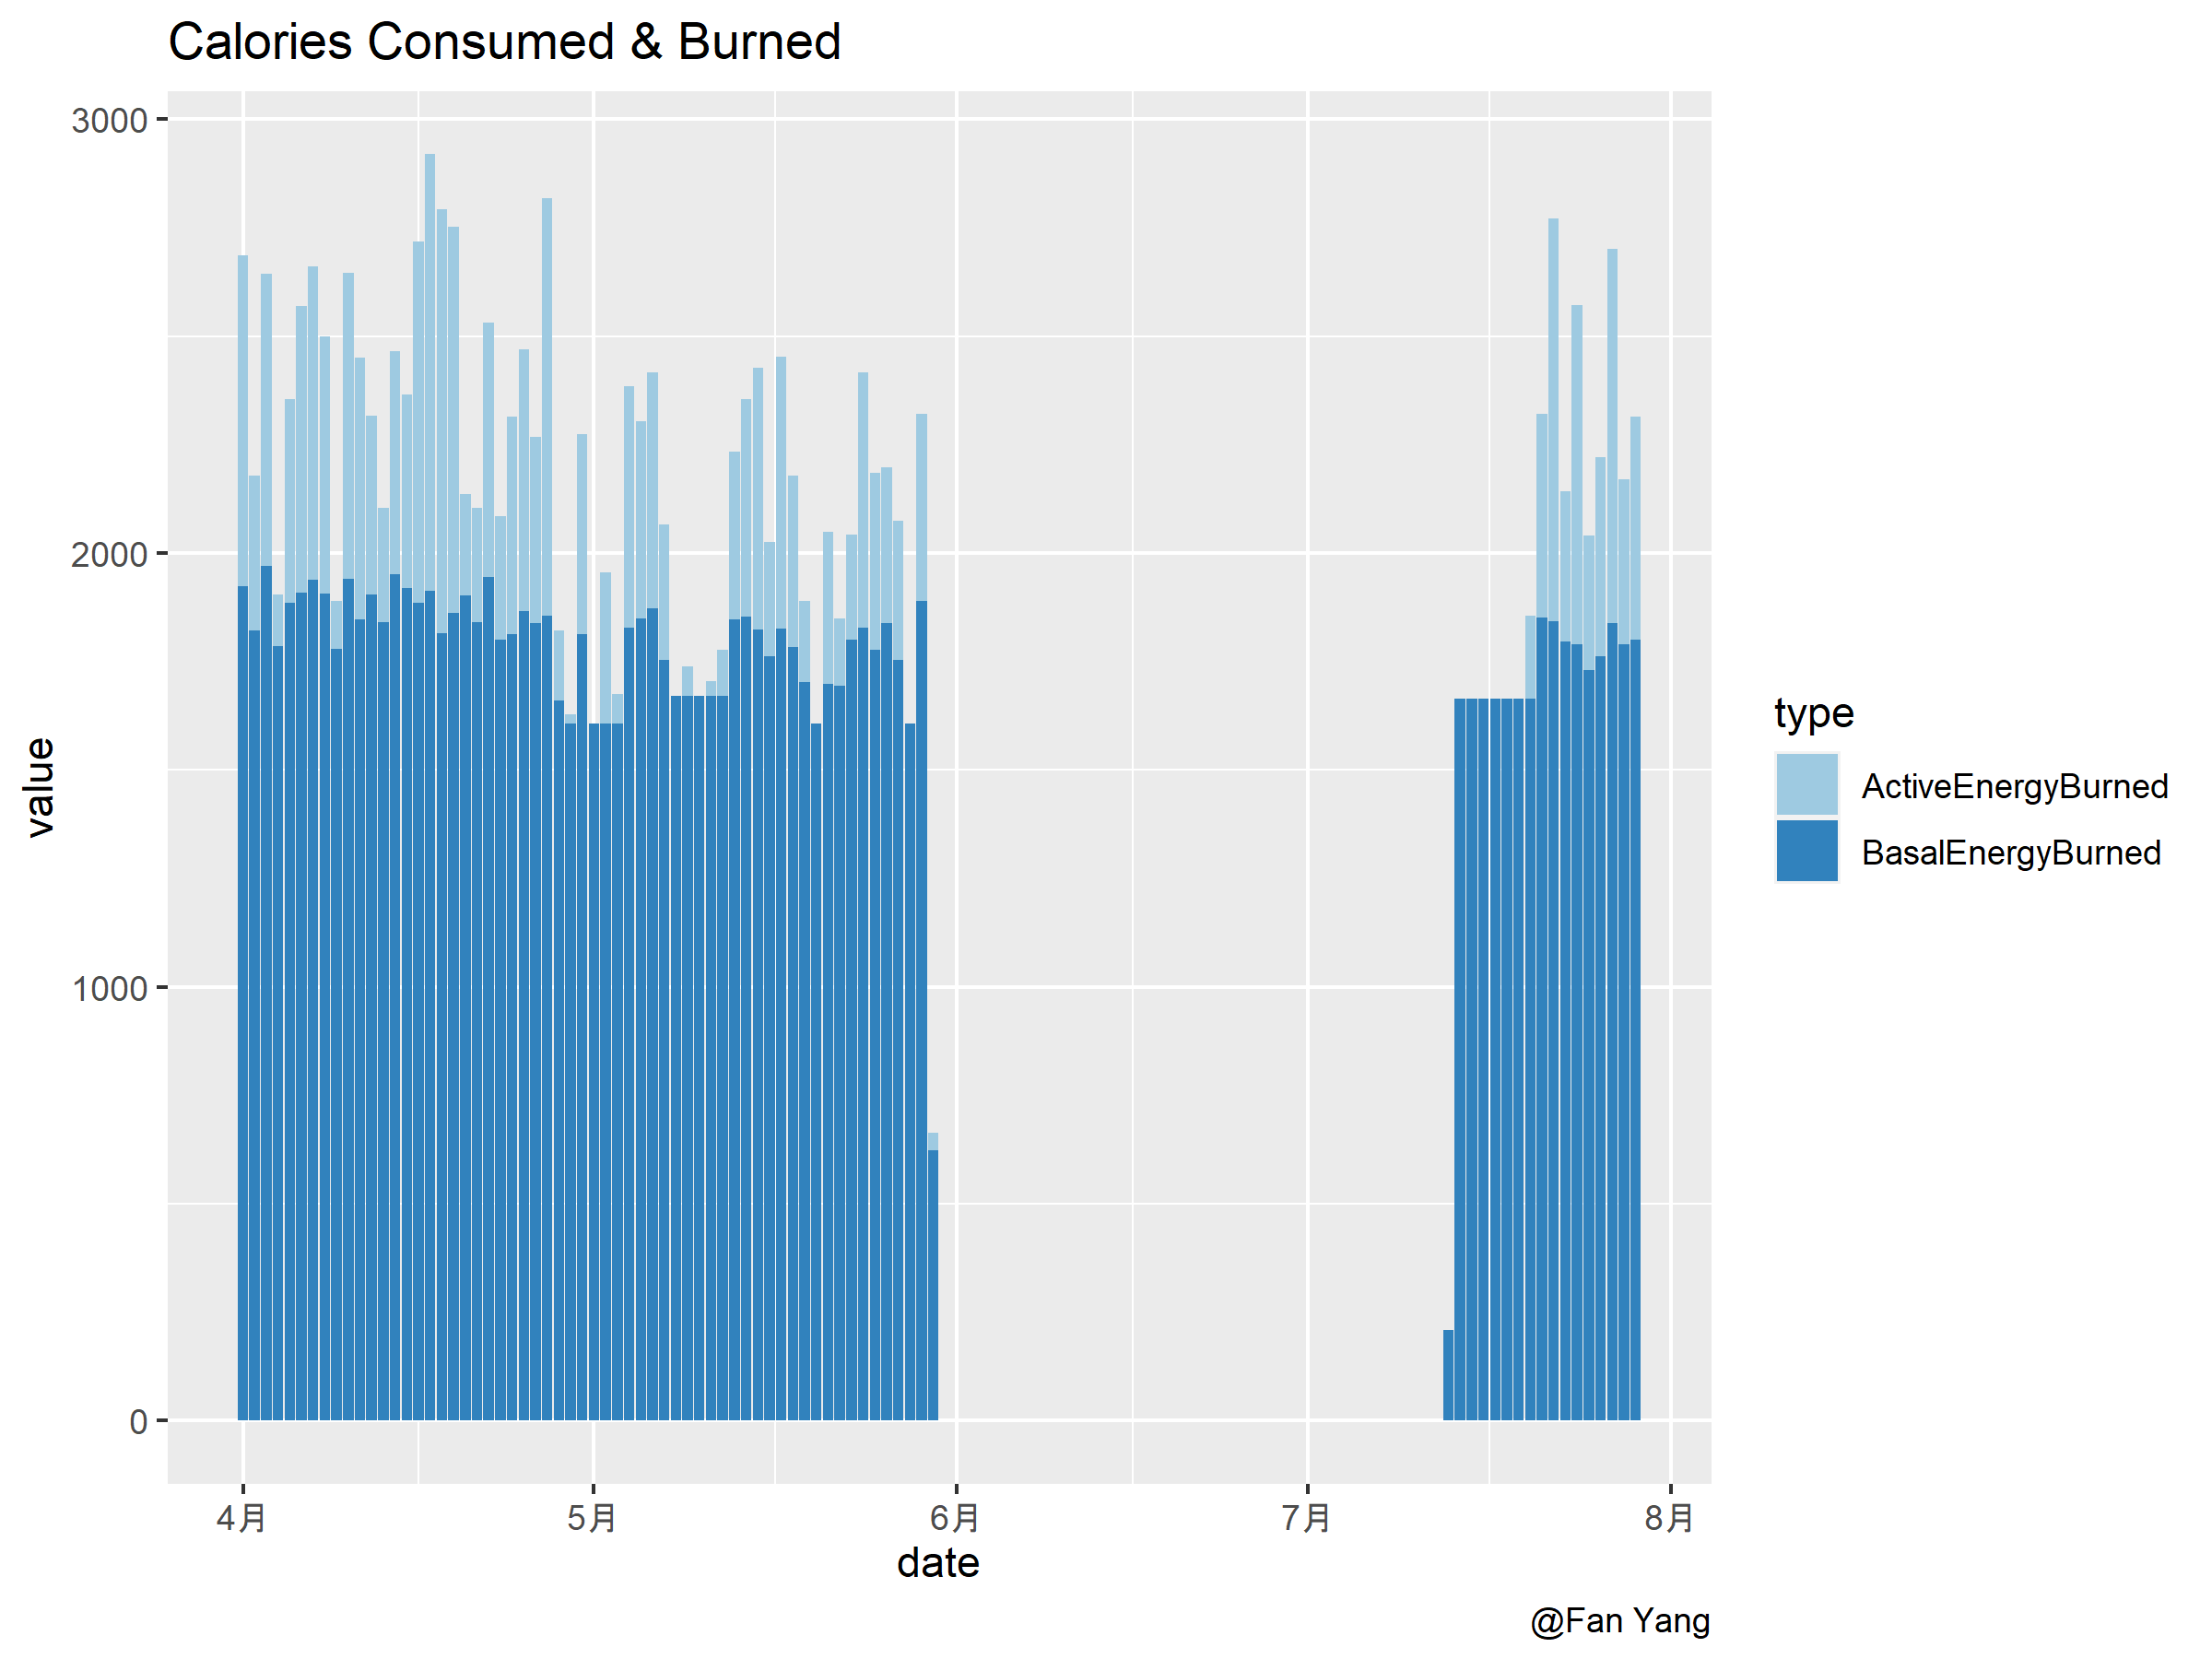 Calories Consumed & Burned
3000
2000
1000
0
value
4月
5月
6月
7月
8月
date
type
ActiveEnergyBurned
BasalEnergyBurned
@Fan Yang